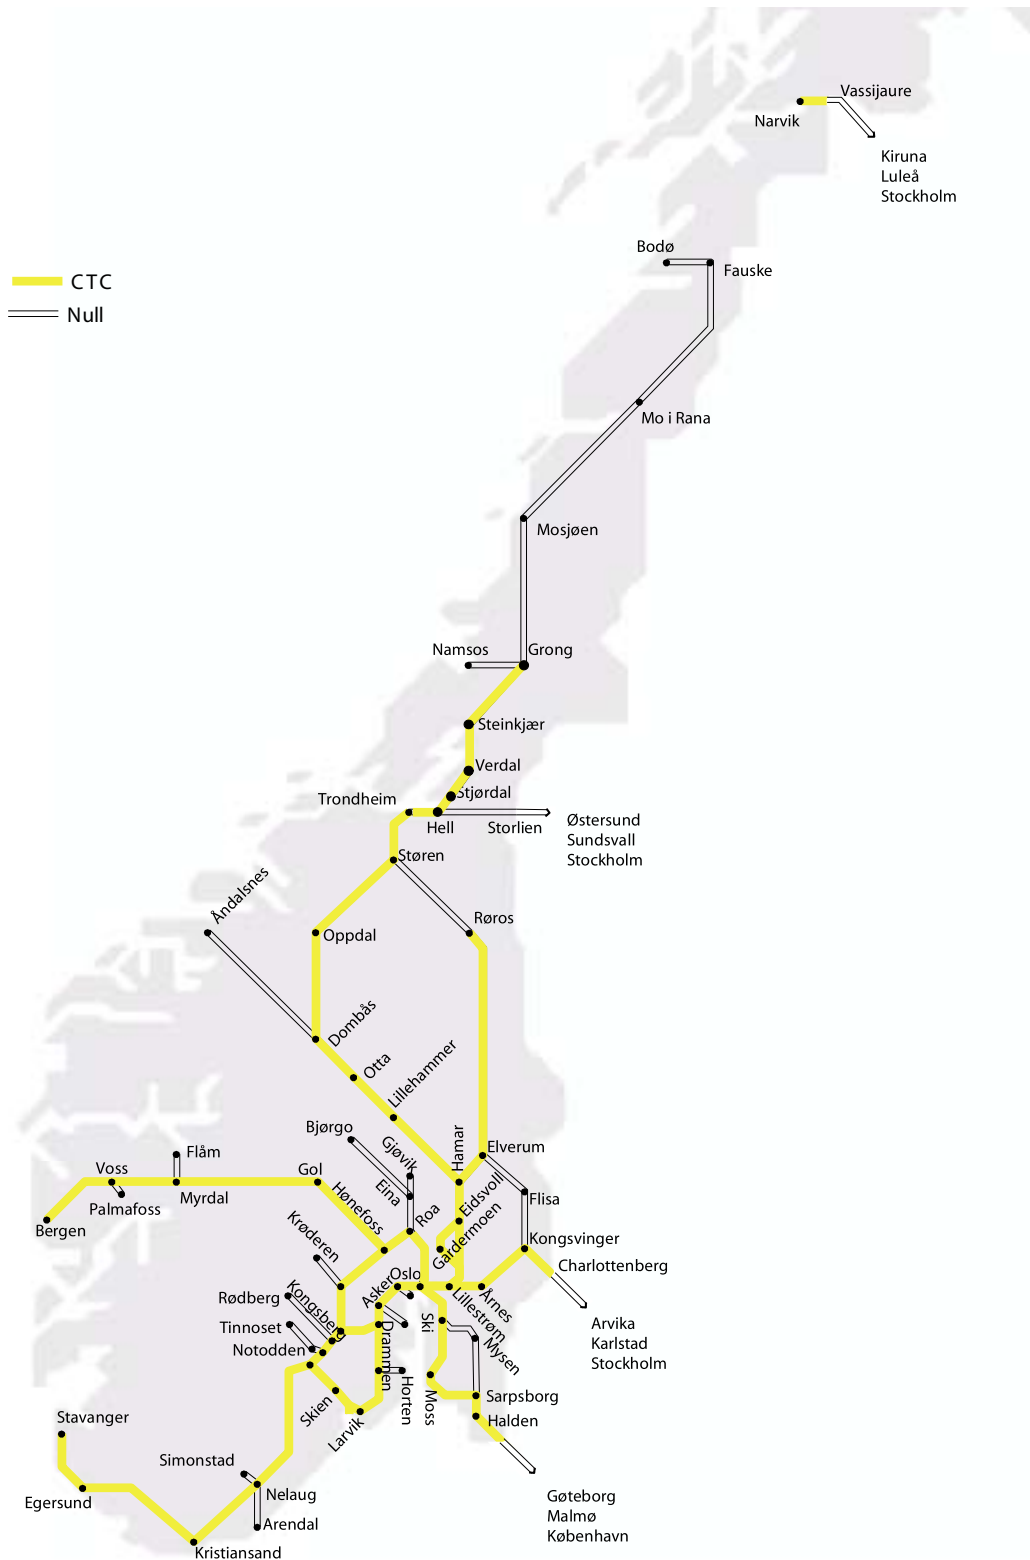 Vassijaure
Narvik
Kiruna
Luleå
Stockholm
Bodø
Fauske
CTC
Null
Mo i Rana
Mosjøen
Namsos
Grong
Steinkjær
Verdal
Stjørdal
Trondheim
Hell
Storlien
Østersund
Sundsvall
Stockholm
Støren
Åndalsnes
Røros
Oppdal
Dombås
Otta
Lillehammer
Bjørgo
Gjøvik
Eina
Hamar
Elverum
Flåm
Voss
Gol
Palmafoss
Myrdal
Hønefoss
Roa
Eidsvoll
Gardermoen
Flisa
Bergen
Kongsvinger
Krøderen
Charlottenberg
Oslo
Asker
Rødberg
Kongsberg
Årnes
Lillestrøm
Tinnoset
Ski
Arvika
Karlstad
Stockholm
Notodden
Drammen
Mysen
Skien
Horten
Moss
Sarpsborg
Halden
Larvik
Stavanger
Simonstad
Egersund
Nelaug
Arendal
Gøteborg
Malmø
København
Kristiansand